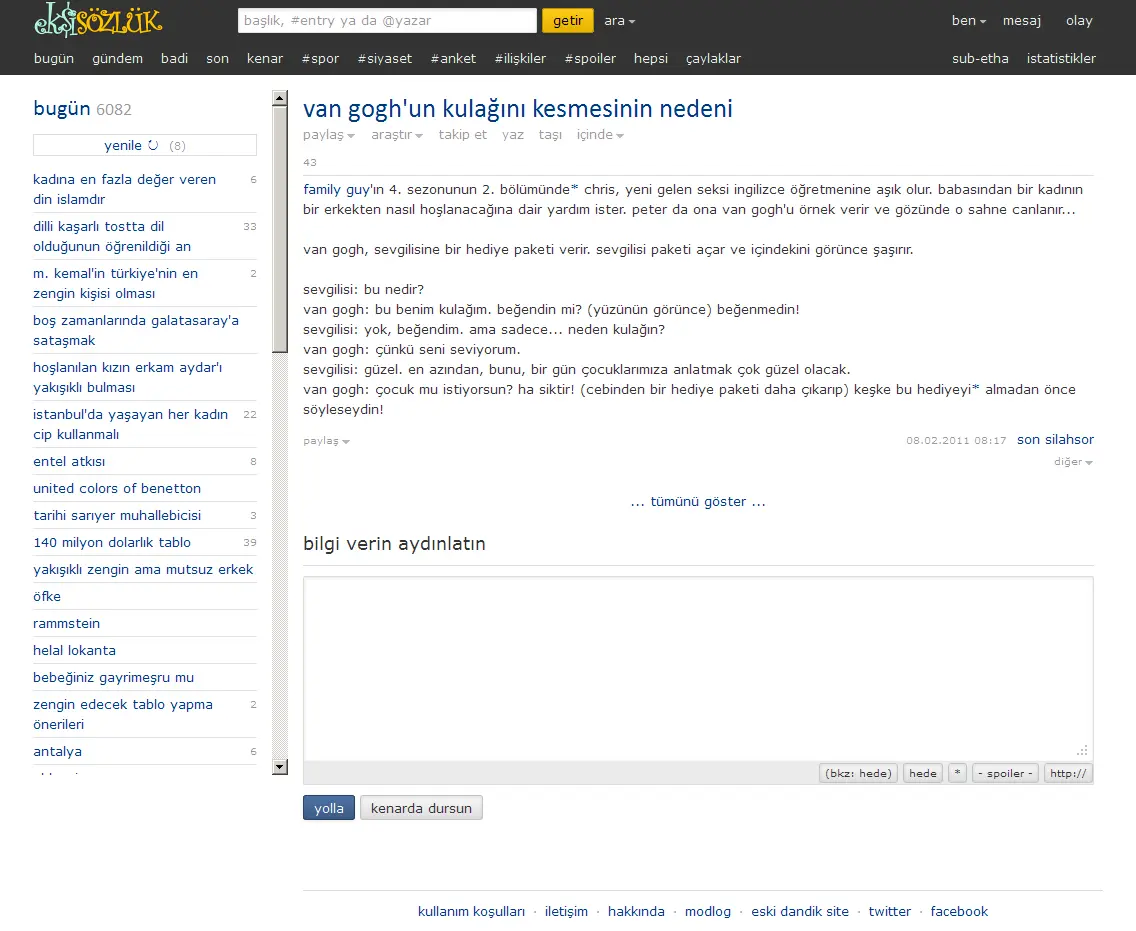 ekşi sözlük
başlık, #entry ya da @yazar
getir
ara
ben mesaj olay
bugün gündem badi son kenar #spor #siyaset #anket #ilişkiler #spoiler hepsi çaylaklar
sub-etha istatistikler
bugün 6082
yenile (8)
kadına en fazla değer veren 6
din islamdır
dilli kaşarlı tostta dil 33
olduğunun öğrenildiği an
m. kemal'in türkiye'nin en 2
zengin kişisi olması
boş zamanlarında galatasaray'a
sataşmak
hoşlanılan kızın erkam aydar'ı
yakışıklı bulması
istanbul'da yaşayan her kadın 22
cip kullanmalı
entel atkısı 8
united colors of benetton
tarihi sarıyer muhallebicisi 3
140 milyon dolarlık tablo 39
yakışıklı zengin ama mutsuz erkek
öfke
rammstein
helal lokanta
bebeğiniz gayrimeşru mu
zengin edecek tablo yapma 2
önerileri
antalya 6
van gogh'un kulağını kesmesinin nedeni
paylaş araştır takip et yaz taşı içinde
43
family guy'ın 4. sezonunun 2. bölümünde* chris, yeni gelen seksi ingilizce öğretmenine aşık olur. babasından bir kadının
bir erkekten nasıl hoşlanacağına dair yardım ister. peter da ona van gogh'u örnek verir ve gözünde o sahne canlanır...
van gogh, sevgilisine bir hediye paketi verir. sevgilisi paketi açar ve içindekini görünce şaşırır.
sevgilisi: bu nedir?
van gogh: bu benim kulağım. beğendin mi? (yüzünün görünce) beğenmedin!
sevgilisi: yok, beğendim. ama sadece... neden kulağın?
van gogh: çünkü seni seviyorum.
sevgilisi: güzel. en azından, bunu, bir gün çocuklarımıza anlatmak çok güzel olacak.
van gogh: çocuk mu istiyorsun? ha siktir! (cebinden bir hediye paketi daha çıkarıp) keşke bu hediyeyi* almadan önce
söyleseydin!
paylaş 08.02.2011 08:17 son silahsor
diğer
... tümünü göster ...
bilgi verin aydınlatın
(bkz: hede) hede * - spoiler - http://
yolla kenarda dursun
kullanım koşulları · iletişim · hakkında · modlog · eski dandik site · twitter · facebook